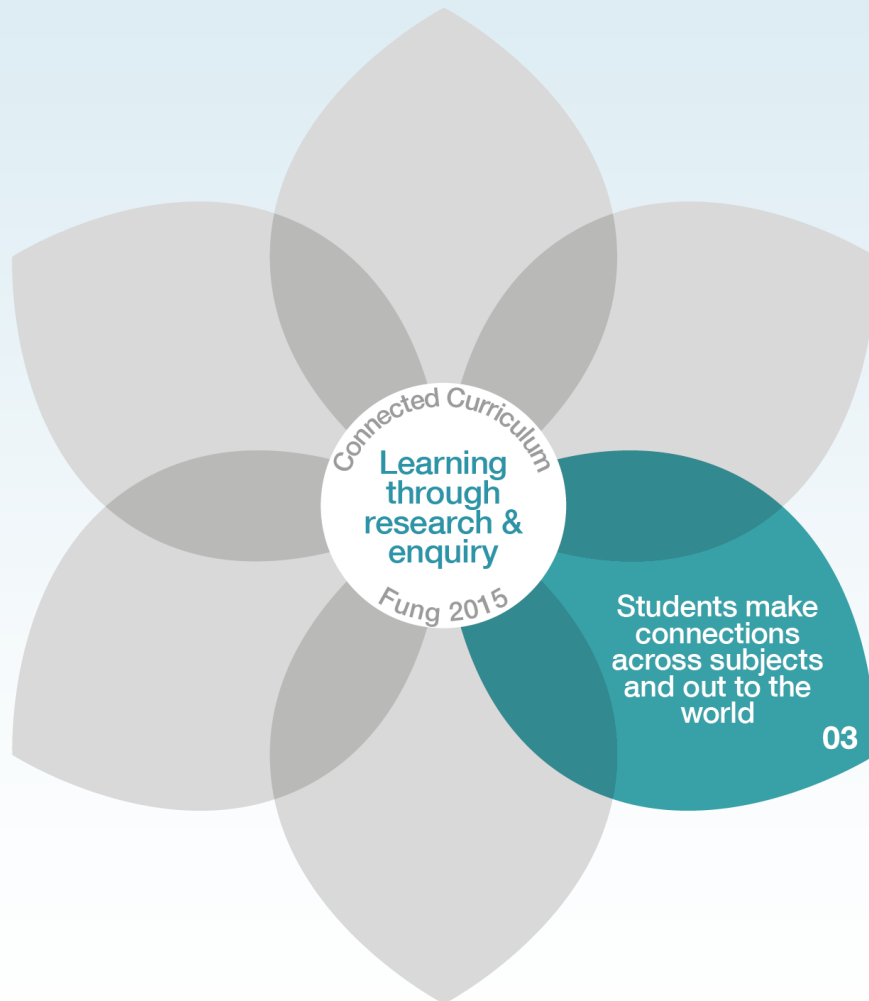 Connected Curriculum
Learning
through
research &
enquiry
Fung 2015
Students make
connections
across subjects
and out to the
world
03